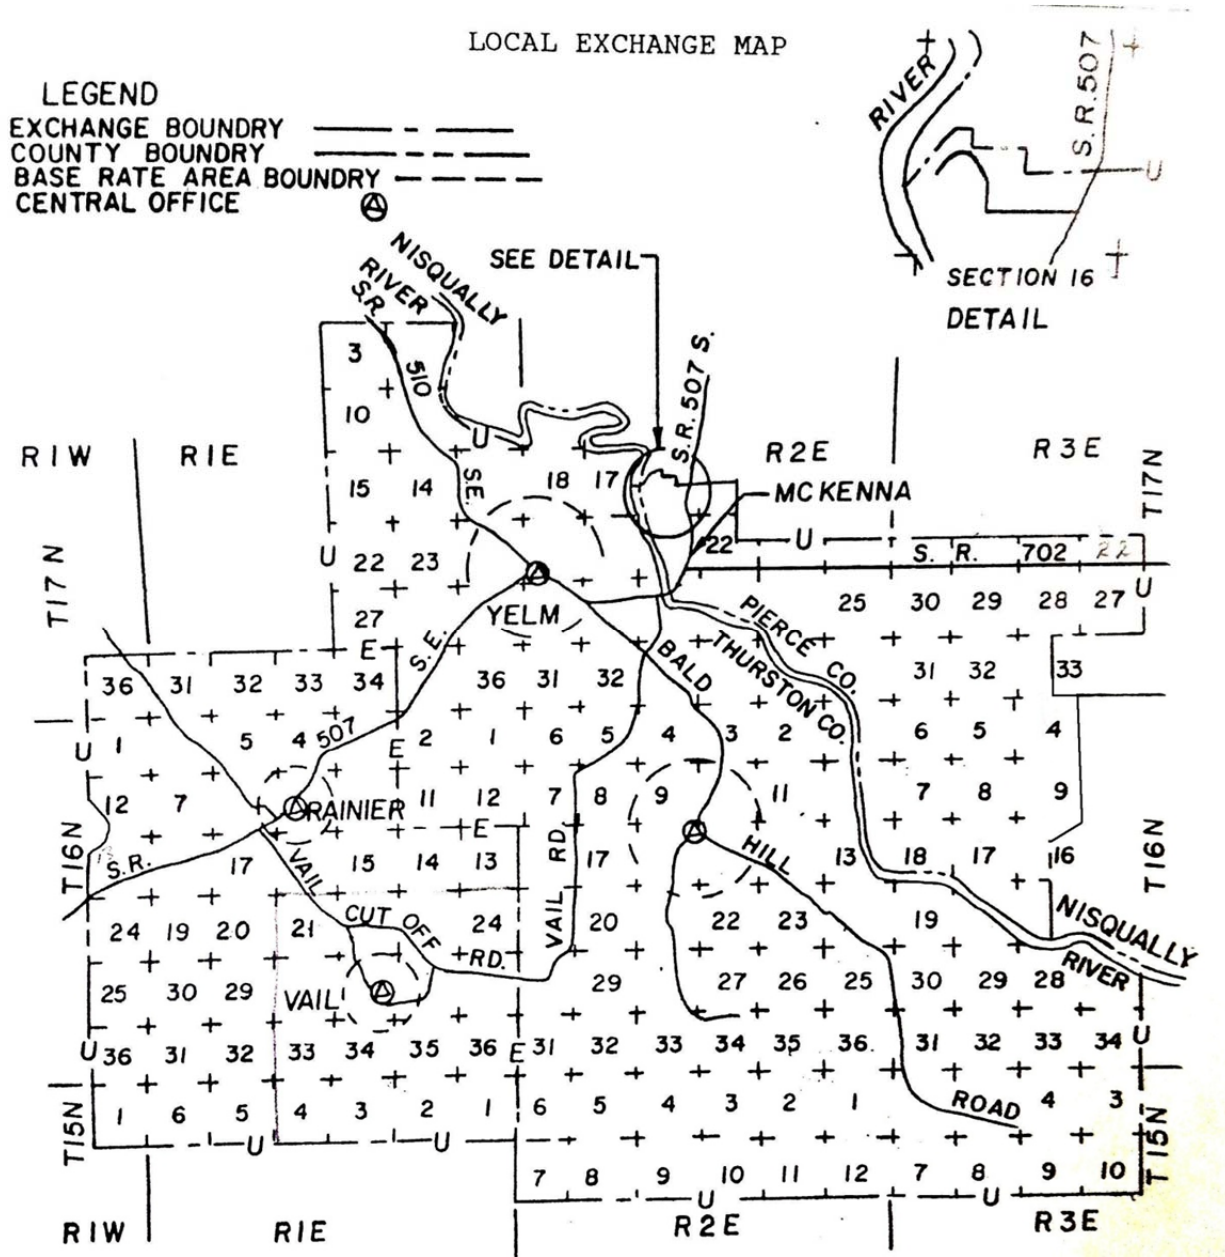 LOCAL EXCHANGE MAP
LEGEND
EXCHANGE BOUNDRY
COUNTY BOUNDRY
BASE RATE AREA BOUNDRY
CENTRAL OFFICE
RIVER
S.R.507
U
SECTION 16
DETAIL
NISQUALLY
RIVER
SEE DETAIL
S.R.
510
S.E.
3
10
U
S.R.507 S.
R1W
R1E
R2E
R3E
T17N
15 14 18 17
MCKENNA
U
22 23
22
U
S. R. 702 22
U
T17N
27
YELM
PIERCE CO.
THURSTON CO.
25 30 29 28 27
E
S.E.
BALD
36 31 32 33 34 36 31 32
31 32 33
U
1 5 4 507 E 2 1 6 5 4 3 2
6 5 4
12 7
RAINIER
11 12 7 8 9 11
7 8 9
E
T16N
S.R.
17
VAIL
15 14 13
VAIL RD.
17
HILL
13 18 17 16
T16N
24 19 20 21
CUT OFF
RD.
24 20 22 23 19
NISQUALLY
RIVER
25 30 29
VAIL
29 27 26 25 30 29 28
U
36 31 32 33 34 35 36 E 31 32 33 34 35 36. 31 32 33 34 U
T15N
1 6 5 4 3 2 1 6 5 4 3 2 1
ROAD
4 3
T15N
U U
7 8 9 10 11 12 7 8 9 10
U U
R1W R1E R2E R3E